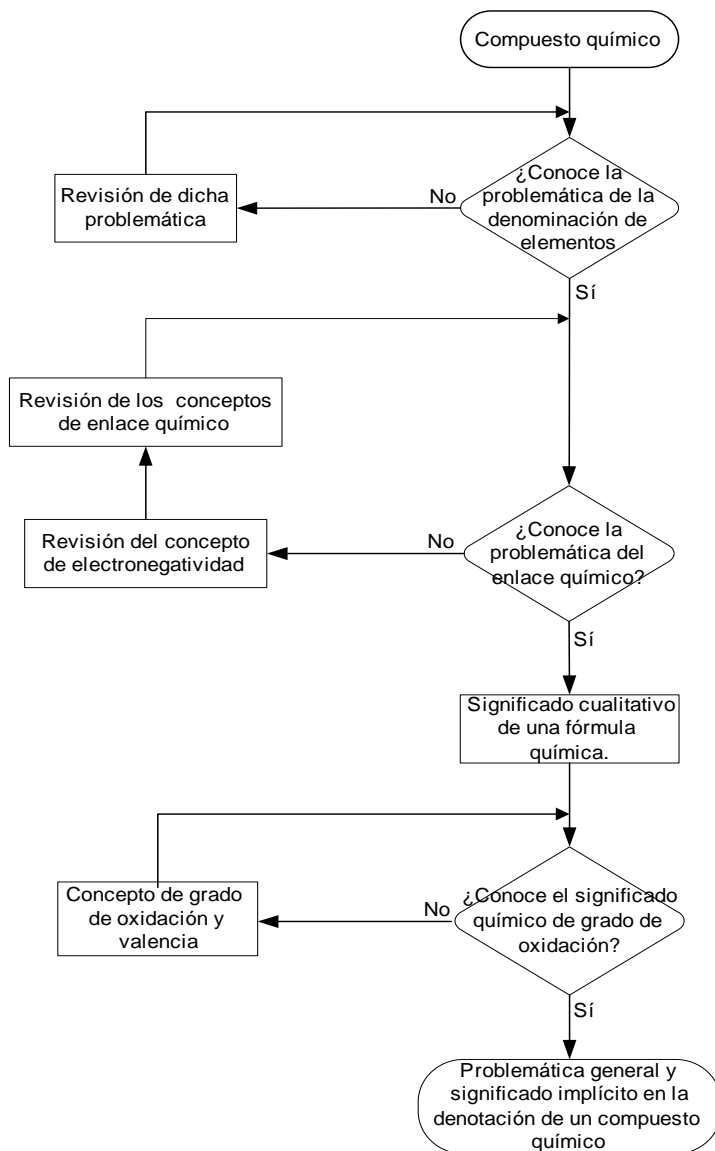 Compuesto químico
¿Conoce la
problemática de la
denominación de
elementos
No
Revisión de dicha
problemática
Sí
Revisión de los conceptos
de enlace químico
¿Conoce la
problemática del
enlace químico?
No
Revisión del concepto
de electronegatividad
Sí
Significado cualitativo
de una fórmula
química.
¿Conoce el significado
químico de grado de
oxidación?
No
Concepto de grado
de oxidación y
valencia
Sí
Problemática general y
significado implícito en la
denotación de un compuesto
químico